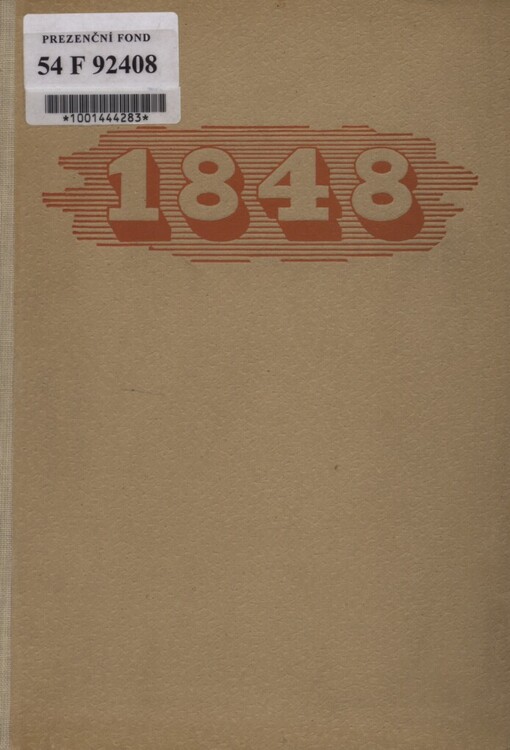 PREZENČNÍ FOND
54 F 92408
*1001444283*
1848